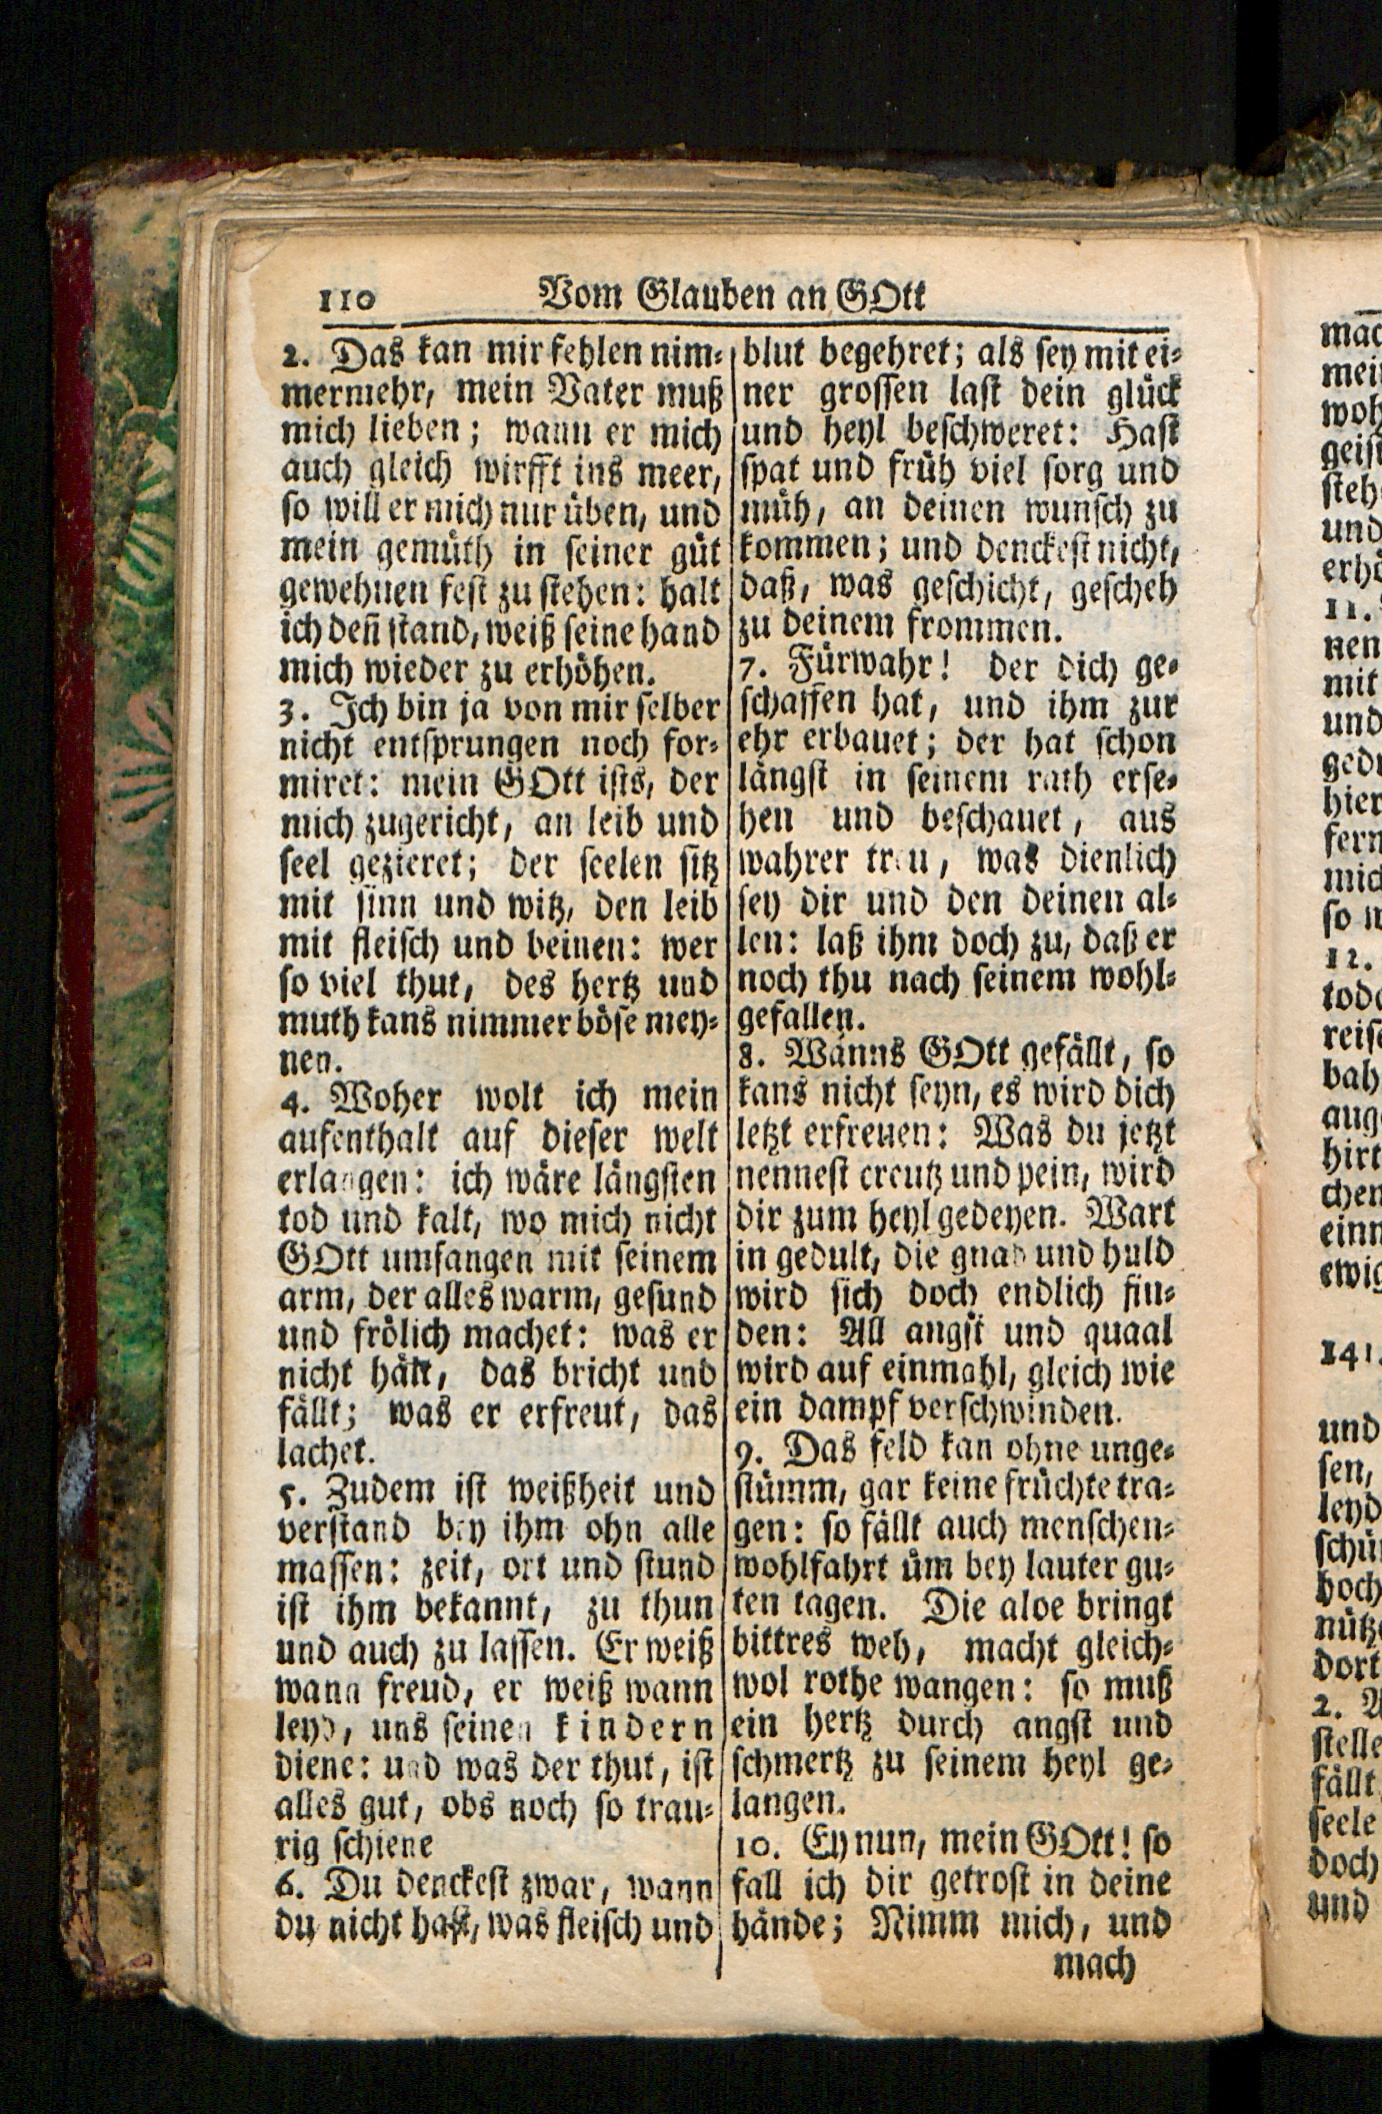 110 Vom Glauben an GOtt
2. Das kan mir fehlen nim-
mermehr, mein Vater muß
mich lieben; wann er mich
auch gleich wirfft ins meer,
so will er mich nur üben, und
mein gemüth in seiner güt
gewehnen fest zu stehen: halt
ich deñ stand, weiß seine hand
mich wieder zu erhöhen.
3. Ich bin ja von mir selber
nicht entsprungen noch for-
miret: mein GOtt ists, der
mich zugericht, an leib und
seel gezieret; der seelen sitz
mit sinn und witz, den leib
mit fleisch und beinen: wer
so viel thut, des hertz und
muth kans nimmer böse mey-
nen.
4. Woher wolt ich mein
aufenthalt auf dieser welt
erlangen: ich wäre längsten
tod und kalt, wo mich nicht
GOtt umfangen mit seinem
arm, der alles warm, gesund
und frölich machet: was er
nicht hält, das bricht und
fällt; was er erfreut, das
lachet.
5. Zudem ist weißheit und
verstand bey ihm ohn alle
massen: zeit, ort und stund
ist ihm bekannt, zu thun
und auch zu lassen. Er weiß
wann freud, er weiß wann
leyd, uns seinen kindern
diene: und was der thut, ist
alles gut, obs noch so trau-
rig schiene
6. Du denckest zwar, wann
du nicht hast, was fleisch und
blut begehret; als sey mit ei-
ner grossen last dein glück
und heyl beschweret: Hast
spat und früh viel sorg und
müh, an deinen wunsch zu
kommen; und denckest nicht,
daß, was geschicht, gescheh
zu deinem frommen.
7. Fürwahr! der dich ge-
schaffen hat, und ihm zur
ehr erbauet; der hat schon
längst in seinem rath erse-
hen und beschauet, aus
wahrer treu, was dienlich
sey dir und den deinen al-
len: laß ihm doch zu, daß er
noch thu nach seinem wohl-
gefallen.
8. Wanns GOtt gefällt, so
kans nicht seyn, es wird dich
letzt erfreuen: Was du jetzt
nennest creutz und pein, wird
dir zum heyl gedeyen. Wart
in gedult, die gnad und huld
wird sich doch endlich fin-
den: All angst und quaal
wird auf einmahl, gleich wie
ein dampf verschwinden.
9. Das feld kan ohne unge-
stümm, gar keine früchte tra-
gen: so fällt auch menschen-
wohlfahrt üm bey lauter gu-
ten tagen. Die aloe bringt
bittres weh, macht gleich-
wol rothe wangen: so muß
ein hertz durch angst und
schmertz zu seinem heyl ge-
langen.
10. Ey nun, mein GOtt! so
fall ich dir getrost in deine
hände; Nimm mich, und
mach
11.
nen
mit
und
12.
141.
und
2.
und